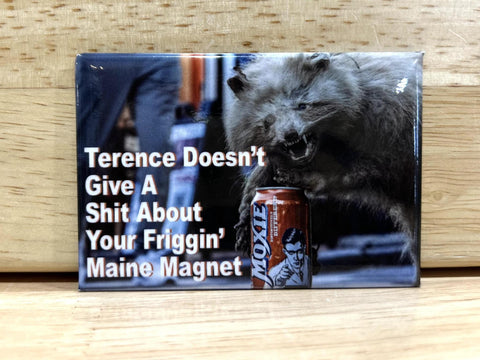 Terence Doesn't
Give A
Shit About
Your Friggin'
Maine Magnet
MOXIE